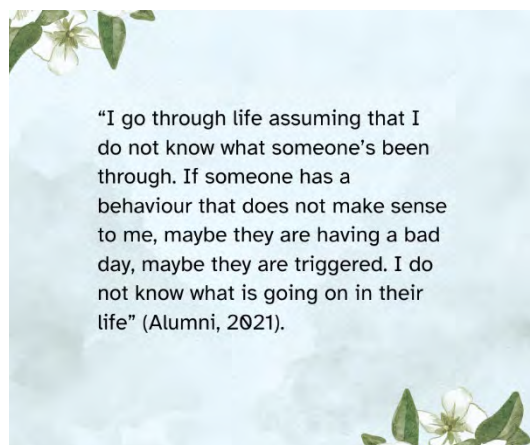 “I go through life assuming that I
do not know what someone’s been
through. If someone has a
behaviour that does not make sense
to me, maybe they are having a bad
day, maybe they are triggered. I do
not know what is going on in their
life” (Alumni, 2021).